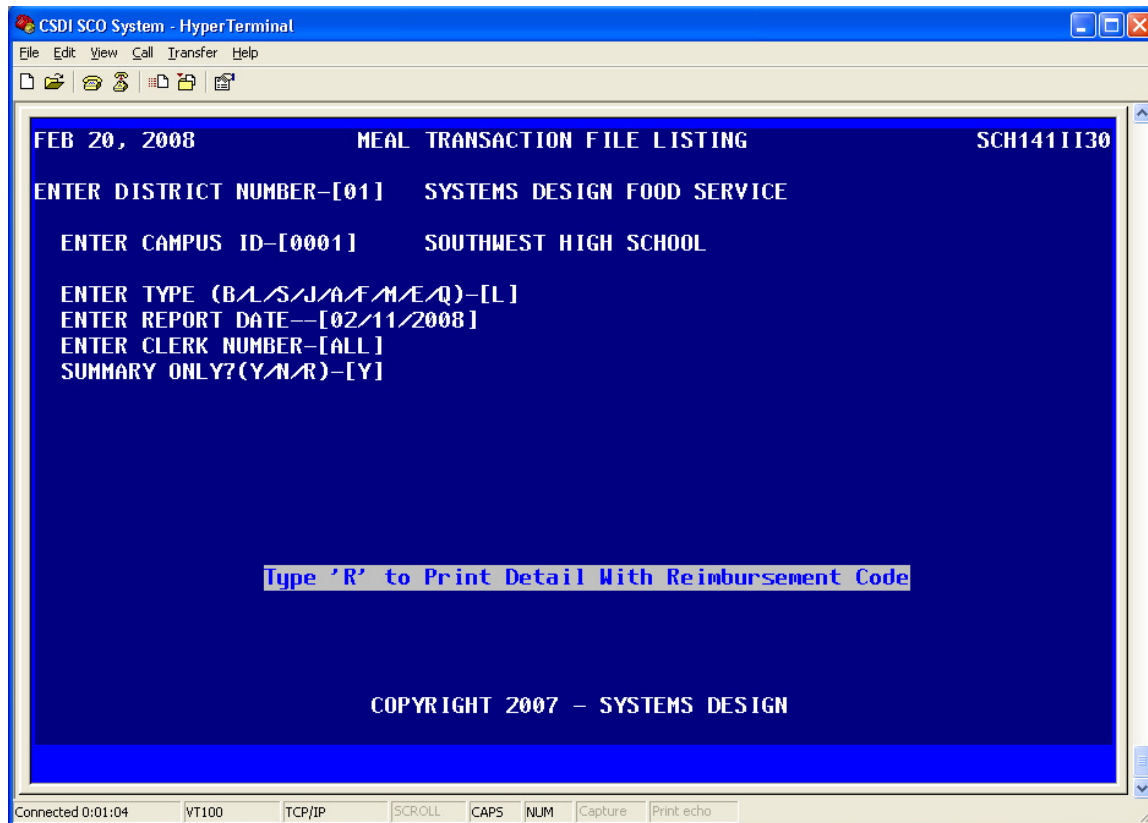 CSDI SCO System - HyperTerminal
File Edit View Call Transfer Help
FEB 20, 2008 MEAL TRANSACTION FILE LISTING SCH141II30
ENTER DISTRICT NUMBER-[01] SYSTEMS DESIGN FOOD SERVICE
ENTER CAMPUS ID-[0001] SOUTHWEST HIGH SCHOOL
ENTER TYPE (B/L/S/J/A/F/M/E/Q)-[L]
ENTER REPORT DATE--[02/11/2008]
ENTER CLERK NUMBER-[ALL]
SUMMARY ONLY?(Y/N/R)-[Y]
Type 'R' to Print Detail With Reimbursement Code
COPYRIGHT 2007 - SYSTEMS DESIGN
Connected 0:01:04 VT100 TCP/IP SCROLL CAPS NUM Capture Print echo